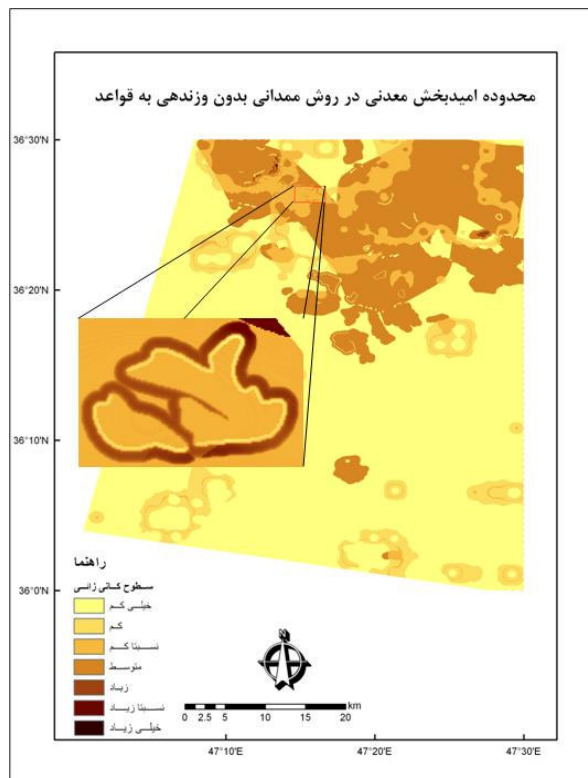 محدوده امیدبخش معدنی در روش ممدانی بدون وزندهی به قواعد
36°30'N
36°20'N
36°10'N
36°0'N
راهنما
سطوح کانی زائی
خیلی کم
کم
نسبتا کم
متوسط
زیاد
نسبتا زیاد
خیلی زیاد
N
km
0 2.5 5 10 15 20
47°10'E 47°20'E 47°30'E